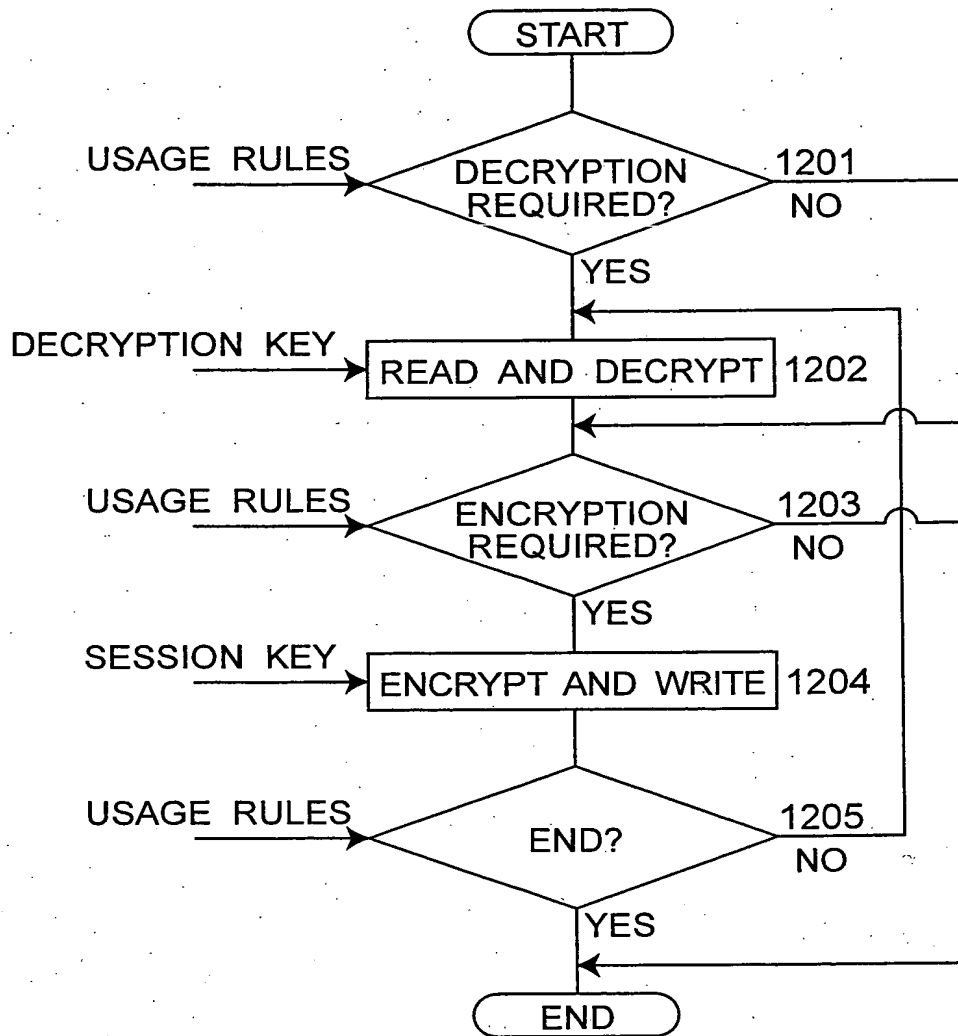 START
USAGE RULES
DECRYPTION
REQUIRED?
1201
NO
YES
DECRYPTION KEY
READ AND DECRYPT
1202
USAGE RULES
ENCRYPTION
REQUIRED?
1203
NO
YES
SESSION KEY
ENCRYPT AND WRITE
1204
USAGE RULES
END?
1205
NO
YES
END